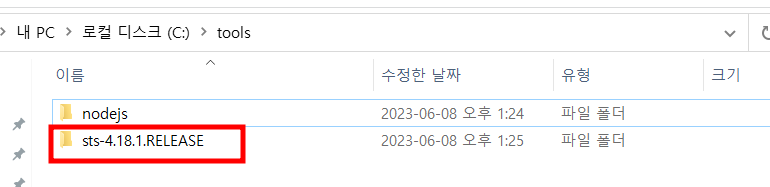 내 PC > 로컬 디스크 (C:) > tools
이름 수정한 날짜 유형 크기
nodejs 2023-06-08 오후 1:24 파일 폴더
sts-4.18.1.RELEASE 2023-06-08 오후 1:25 파일 폴더